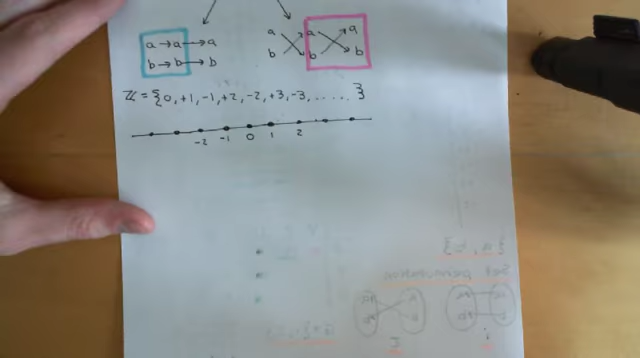 a → a → a
b → b → b
a a a
b b b
ℤ = {0, +1, -1, +2, -2, +3, -3, ...... }
-2 -1 0 1 2